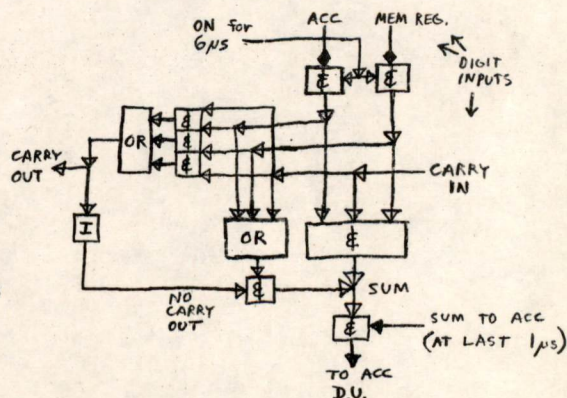 ON for
6μs
ACC
MEM REG.
DIGIT
INPUTS
&
&
OR
&
&
&
CARRY
OUT
CARRY
IN
I
OR
&
NO
CARRY
OUT
&
SUM
&
SUM TO ACC
(AT LAST 1μs)
TO ACC
D.U.